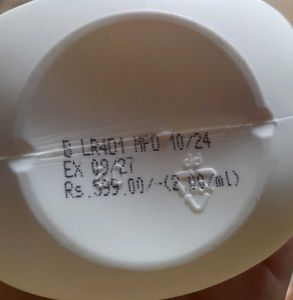 B LR401 MFD 10/24
EX 09/27
Rs.599.00/-(2.00/ml)